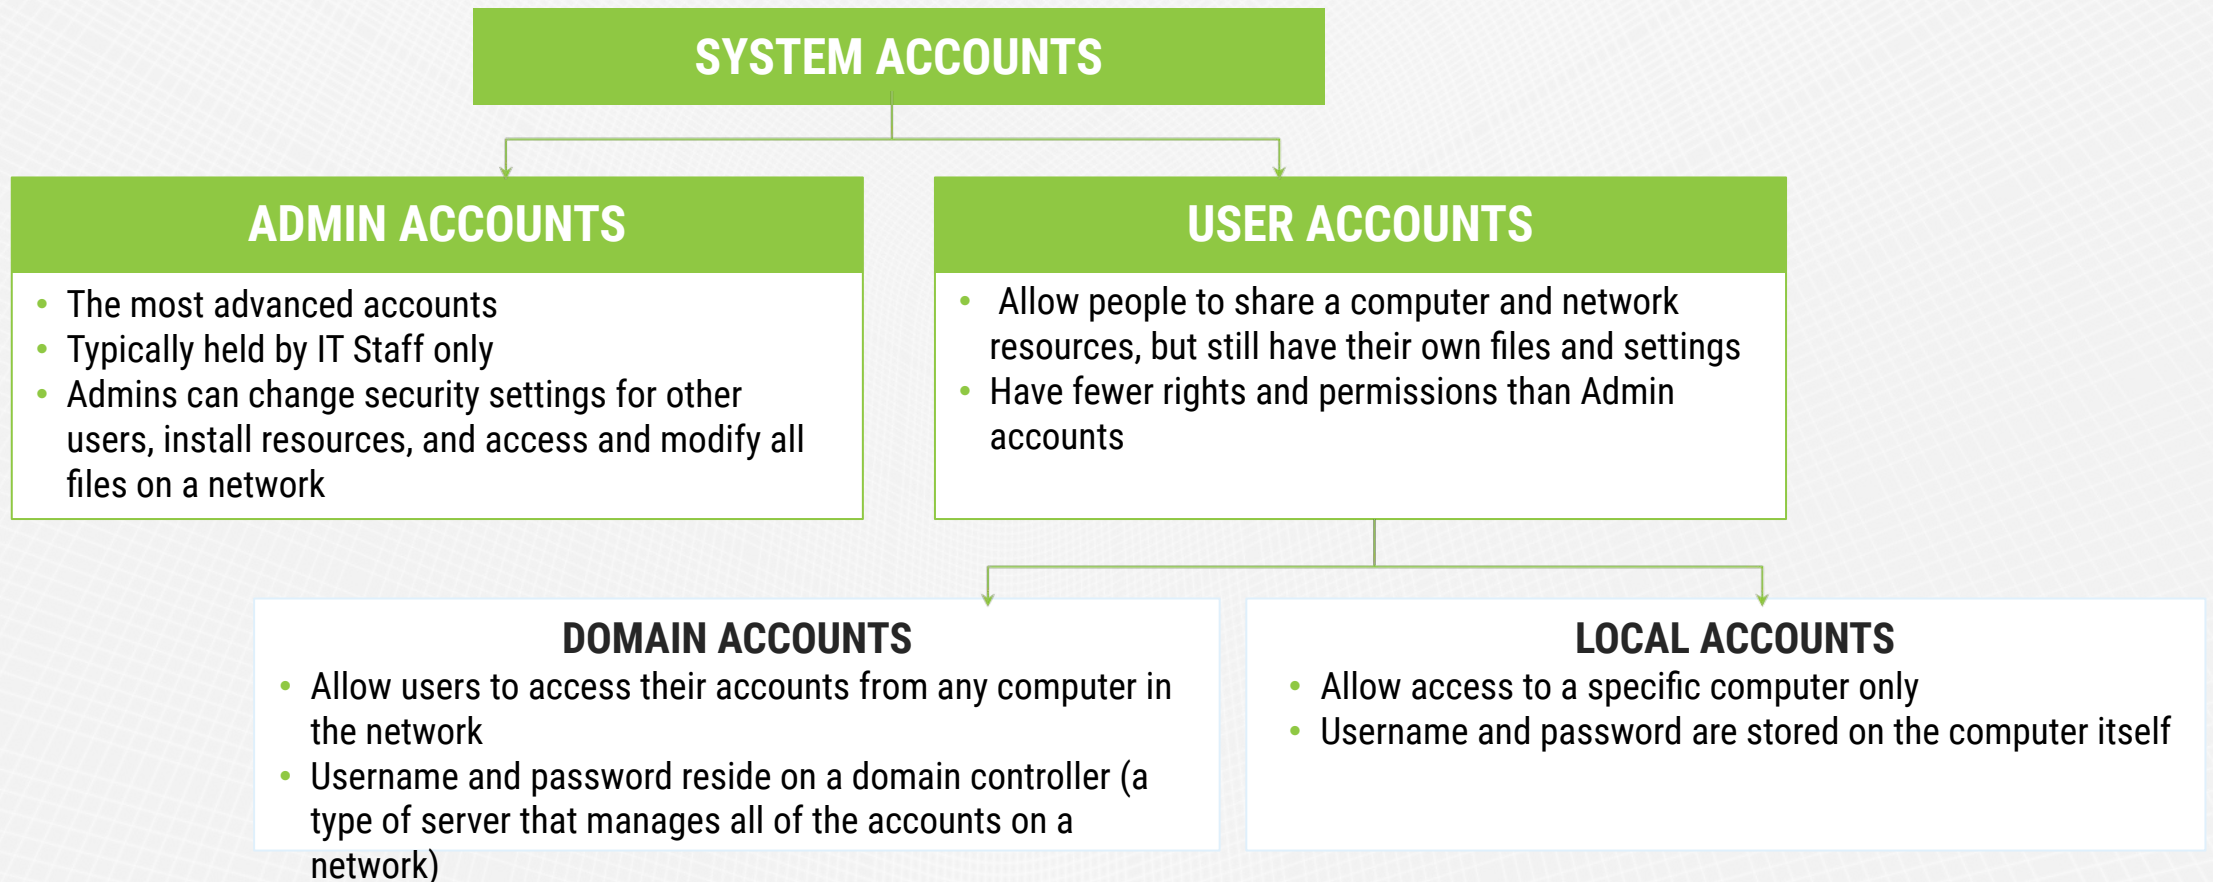 SYSTEM ACCOUNTS
ADMIN ACCOUNTS
• The most advanced accounts
• Typically held by IT Staff only
• Admins can change security settings for other
users, install resources, and access and modify all
files on a network
USER ACCOUNTS
• Allow people to share a computer and network
resources, but still have their own files and settings
• Have fewer rights and permissions than Admin
accounts
DOMAIN ACCOUNTS
• Allow users to access their accounts from any computer in
the network
• Username and password reside on a domain controller (a
type of server that manages all of the accounts on a
network)
LOCAL ACCOUNTS
• Allow access to a specific computer only
• Username and password are stored on the computer itself